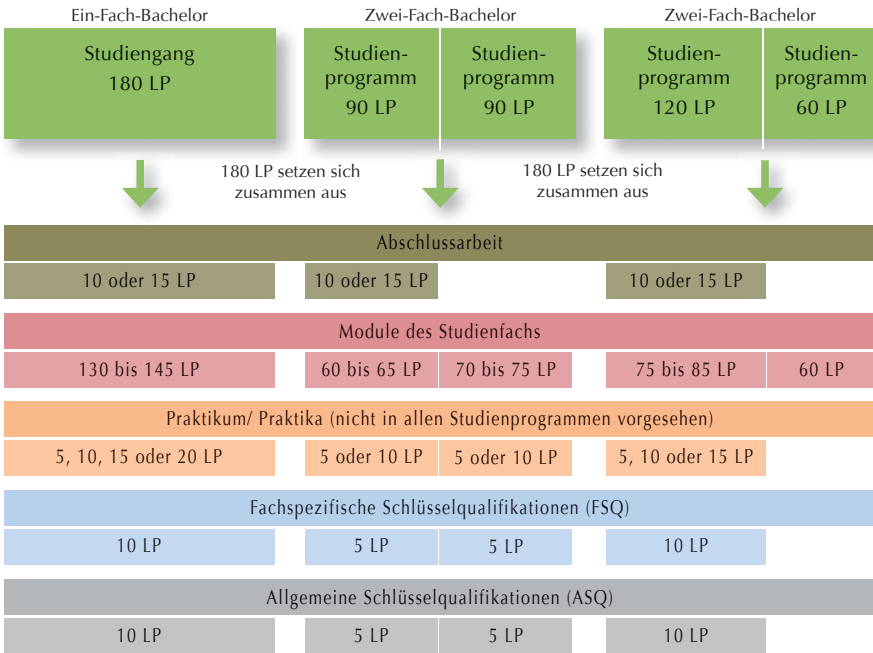 Ein-Fach-Bachelor
Zwei-Fach-Bachelor
Zwei-Fach-Bachelor
Studiengang
180 LP
Studien-
programm
90 LP
Studien-
programm
90 LP
Studien-
programm
120 LP
Studien-
programm
60 LP
180 LP setzen sich
zusammen aus
180 LP setzen sich
zusammen aus
Abschlussarbeit
10 oder 15 LP
10 oder 15 LP
10 oder 15 LP
Module des Studienfachs
130 bis 145 LP
60 bis 65 LP
70 bis 75 LP
75 bis 85 LP
60 LP
Praktikum/ Praktika (nicht in allen Studienprogrammen vorgesehen)
5, 10, 15 oder 20 LP
5 oder 10 LP
5 oder 10 LP
5, 10 oder 15 LP
Fachspezifische Schlüsselqualifikationen (FSQ)
10 LP
5 LP
5 LP
10 LP
Allgemeine Schlüsselqualifikationen (ASQ)
10 LP
5 LP
5 LP
10 LP